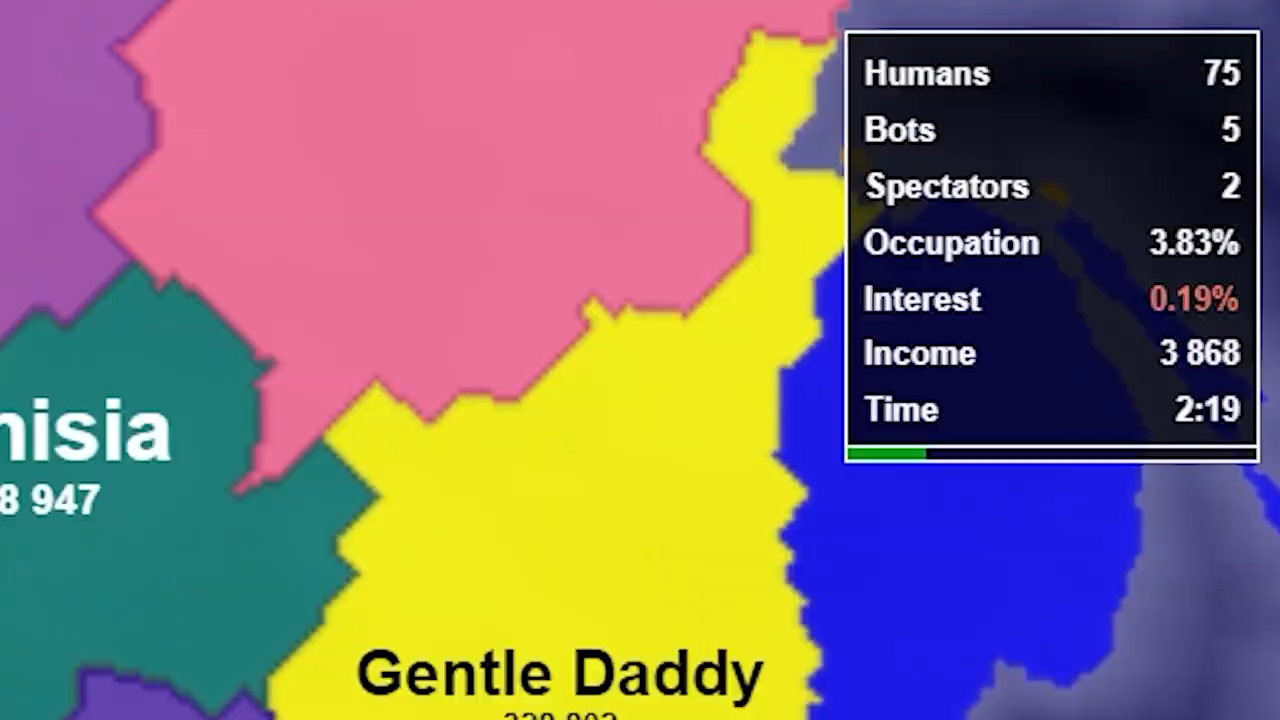 Humans 75
Bots 5
Spectators 2
Occupation 3.83%
Interest 0.19%
Income 3 868
Time 2:19
nisia
8 947
Gentle Daddy